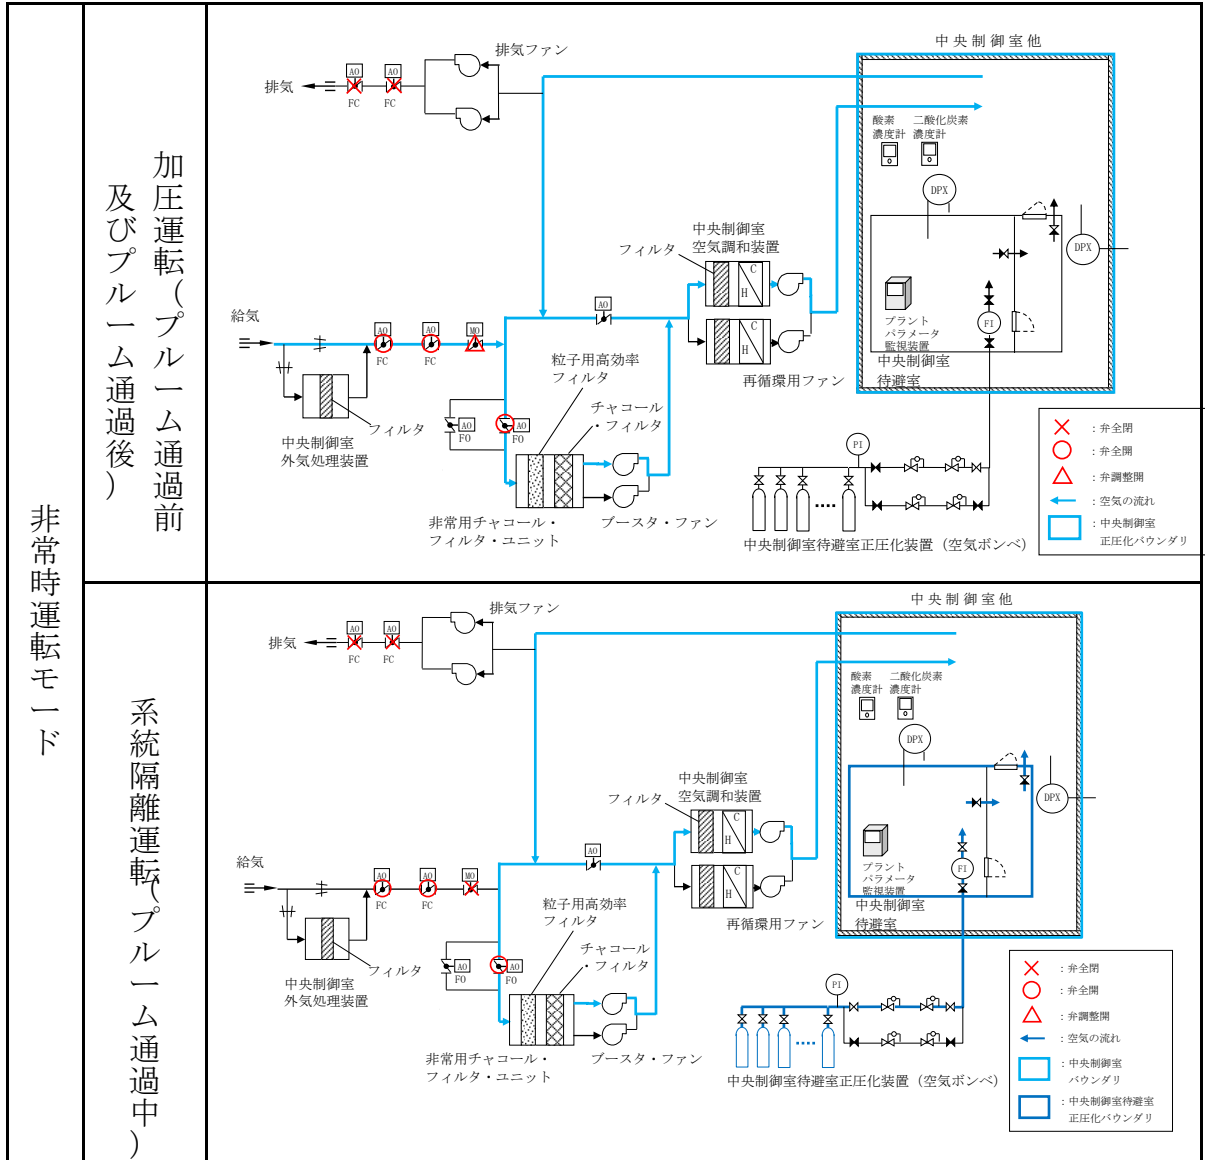 非常時運転モード
加圧運転(プルーム通過前
及びプルーム通過後)
中央制御室他
排気ファン
排気
AO
AO
FC
FC
酸素
濃度計
二酸化炭素
濃度計
DPX
DPX
中央制御室
空気調和装置
フィルタ
C
H
C
H
再循環用ファン
AO
給気
AO
AO
MO
FC
FC
フィルタ
中央制御室
外気処理装置
粒子用高効率
フィルタ
チャコール
・フィルタ
AO
FO
AO
FO
非常用チャコール・
フィルタ・ユニット
ブースタ・ファン
プラント
パラメータ
監視装置
FI
中央制御室
待避室
PI
中央制御室待避室正圧化装置(空気ボンベ)
:弁全閉
:弁全開
:弁調整開
:空気の流れ
:中央制御室
正圧化バウンダリ
系統隔離運転(プルーム通過中)
中央制御室他
排気ファン
排気
AO
AO
FC
FC
酸素
濃度計
二酸化炭素
濃度計
DPX
DPX
中央制御室
空気調和装置
フィルタ
C
H
C
H
再循環用ファン
AO
給気
AO
AO
MO
FC
FC
フィルタ
中央制御室
外気処理装置
粒子用高効率
フィルタ
チャコール
・フィルタ
AO
FO
AO
FO
非常用チャコール・
フィルタ・ユニット
ブースタ・ファン
プラント
パラメータ
監視装置
FI
中央制御室
待避室
PI
中央制御室待避室正圧化装置(空気ボンベ)
:弁全閉
:弁全開
:弁調整開
:空気の流れ
:中央制御室
バウンダリ
:中央制御室待避室
正圧化バウンダリ